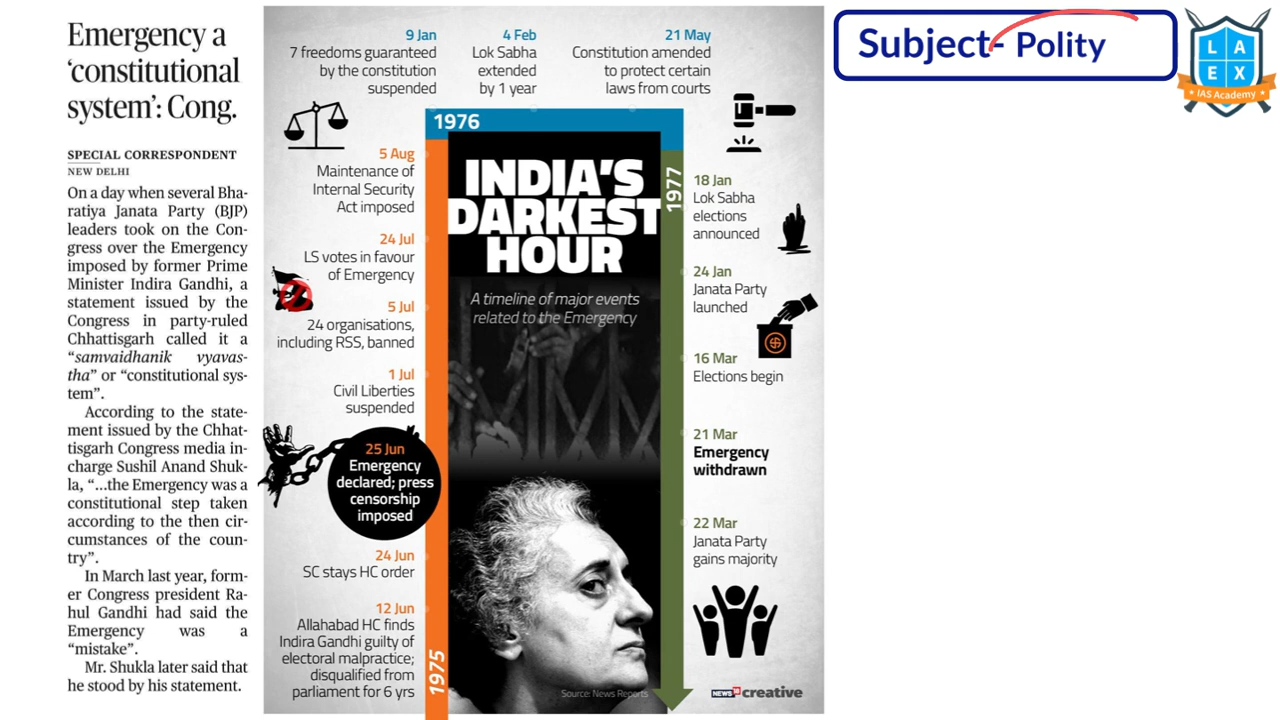 Emergency a
‘constitutional
system’: Cong.
SPECIAL CORRESPONDENT
NEW DELHI
On a day when several Bha-
ratiya Janata Party (BJP)
leaders took on the Con-
gress over the Emergency
imposed by former Prime
Minister Indira Gandhi, a
statement issued by the
Congress in party-ruled
Chhattisgarh called it a
“samvaidhanik vyavas-
tha” or “constitutional sys-
tem”.
According to the state-
ment issued by the Chhat-
tisgarh Congress media in-
charge Sushil Anand Shuk-
la, “...the Emergency was a
constitutional step taken
according to the then cir-
cumstances of the coun-
try”.
In March last year, form-
er Congress president Ra-
hul Gandhi had said the
Emergency was a
“mistake”.
Mr. Shukla later said that
he stood by his statement.
9 Jan
7 freedoms guaranteed
by the constitution
suspended
4 Feb
Lok Sabha
extended
by 1 year
21 May
Constitution amended
to protect certain
laws from courts
1976
5 Aug
Maintenance of
Internal Security
Act imposed
24 Jul
LS votes in favour
of Emergency
5 Jul
24 organisations,
including RSS, banned
1 Jul
Civil Liberties
suspended
25 Jun
Emergency
declared; press
censorship
imposed
24 Jun
SC stays HC order
12 Jun
Allahabad HC finds
Indira Gandhi guilty of
electoral malpractice;
disqualified from
parliament for 6 yrs
1975
INDIA’S
DARKEST
HOUR
A timeline of major events
related to the Emergency
Source: News Reports
1977
18 Jan
Lok Sabha
elections
announced
24 Jan
Janata Party
launched
16 Mar
Elections begin
21 Mar
Emergency
withdrawn
22 Mar
Janata Party
gains majority
NEWS18 creative
Subject- Polity
L A
E X
IAS Academy